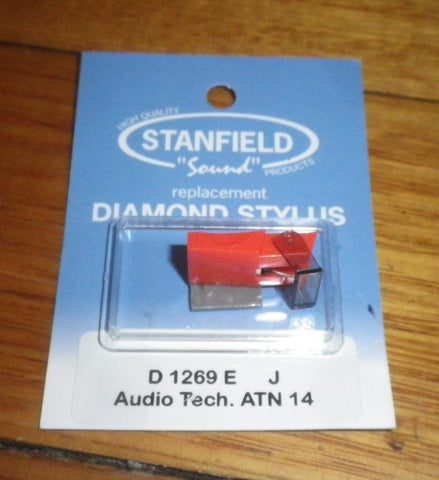 HIGH QUALITY
STANFIELD
"Sound"
PRODUCTS
replacement
DIAMOND STYLUS
D 1269 E J
Audio Tech. ATN 14